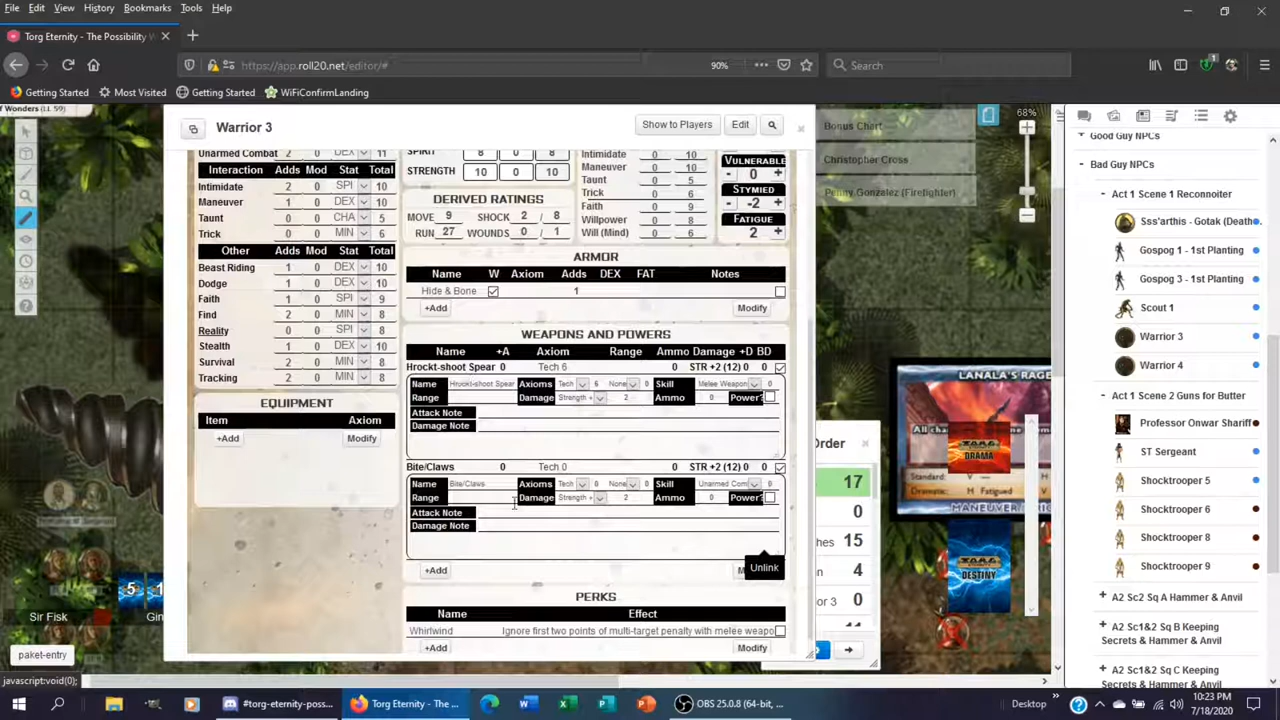 File Edit View History Bookmarks Tools Help
Torg Eternity - The Possibility W
https://app.roll20.net/editor/#
90%
Search
Getting Started Most Visited Getting Started WiFiConfirmLanding
of Wonders (LL 59)
Warrior 3
Show to Players
Edit
68%
Bonus Chart
Christopher Cross
Penny Gonzalez (Firefighter)
Unarmed Combat 2 DEX 11
Interaction Adds Mod Stat Total
Intimidate 2 0 SPI 10
Maneuver 1 0 DEX 10
Taunt 0 0 CHA 5
Trick 0 0 MIN 6
Other Adds Mod Stat Total
Beast Riding 1 0 DEX 10
Dodge 1 0 DEX 10
Faith 1 0 SPI 9
Find 2 0 MIN 8
Reality 0 0 SPI 8
Stealth 1 0 DEX 10
Survival 2 0 MIN 8
Tracking 2 0 MIN 8
EQUIPMENT
Item Axiom
+Add Modify
SPIRIT 8 0 8
STRENGTH 10 0 10
DERIVED RATINGS
MOVE 9 SHOCK 2 / 8
RUN 27 WOUNDS 0 / 1
Intimidate 0 10
Maneuver 0 10
Taunt 0 5
Trick 0 6
Faith 0 9
Willpower 0 8
Will (Mind) 0 6
VULNERABLE
- 0 +
STYMIED
- -2 +
FATIGUE
2 +
ARMOR
Name W Axiom Adds DEX FAT Notes
Hide & Bone 1
+Add Modify
WEAPONS AND POWERS
Name +A Axiom Range Ammo Damage +D BD
Hrockt-shoot Spear 0 Tech 6 0 STR +2 (12) 0 0
Name Hrockt-shoot Spear Axioms Tech 6 None 0 Skill Melee Weapon 0
Range Damage Strength + 2 Ammo 0 Power?
Attack Note
Damage Note
Bite/Claws 0 Tech 0 0 STR +2 (12) 0 0
Name Bite/Claws Axioms Tech 0 None 0 Skill Unarmed Com 0
Range Damage Strength + 2 Ammo 0 Power?
Attack Note
Damage Note
+Add
Unlink
PERKS
Name Effect
Whirlwind Ignore first two points of multi-target penalty with melee weapo
+Add Modify
Good Guy NPCs
Bad Guy NPCs
- Act 1 Scene 1 Reconnoiter
Sss'arthis - Gotak (Death
Gospog 1 - 1st Planting
Gospog 3 - 1st Planting
Scout 1
Warrior 3
Warrior 4
- Act 1 Scene 2 Guns for Butter
Professor Onwar Shariff
ST Sergeant
Shocktrooper 5
Shocktrooper 6
Shocktrooper 8
Shocktrooper 9
+ A2 Sc2 Sq A Hammer & Anvil
+ A2 Sc1&2 Sq B Keeping
Secrets & Hammer & Anvil
+ A2 Sc1&2 Sq C Keeping
Secrets & Hammer & Anvil
LANALA'S RAGE
DRAMA
DESTINY
Order
17
0
hes 15
n 4
or 3 0
Sir Fisk
Gin
5
paket-entry
javascript:void(0);
#torg-eternity-poss...
Torg Eternity - The ...
OBS 25.0.8 (64-bit, ...
Desktop
10:23 PM
7/18/2020